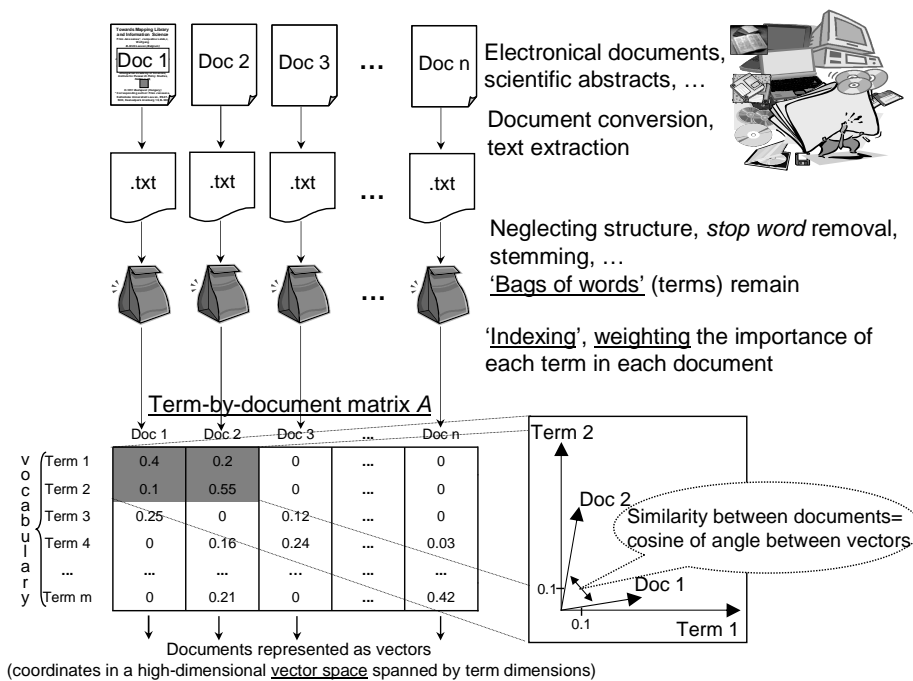 Towards Mapping Library
and Information Science
Doc 1
Doc 2
Doc 3
...
Doc n
Electronical documents,
scientific abstracts, …
Document conversion,
text extraction
.txt
.txt
.txt
...
.txt
Neglecting structure, stop word removal,
stemming, …
‘Bags of words’ (terms) remain
...
‘Indexing’, weighting the importance of
each term in each document
Term-by-document matrix A
Doc 1 Doc 2 Doc 3 ... Doc n
vocabulary
Term 1 0.4 0.2 0 ... 0
Term 2 0.1 0.55 0 ... 0
Term 3 0.25 0 0.12 ... 0
Term 4 0 0.16 0.24 ... 0.03
... ... ... ... ... ...
Term m 0 0.21 0 ... 0.42
Term 2
Doc 2
Similarity between documents=
cosine of angle between vectors
0.1
Doc 1
0.1
Term 1
Documents represented as vectors
(coordinates in a high-dimensional vector space spanned by term dimensions)